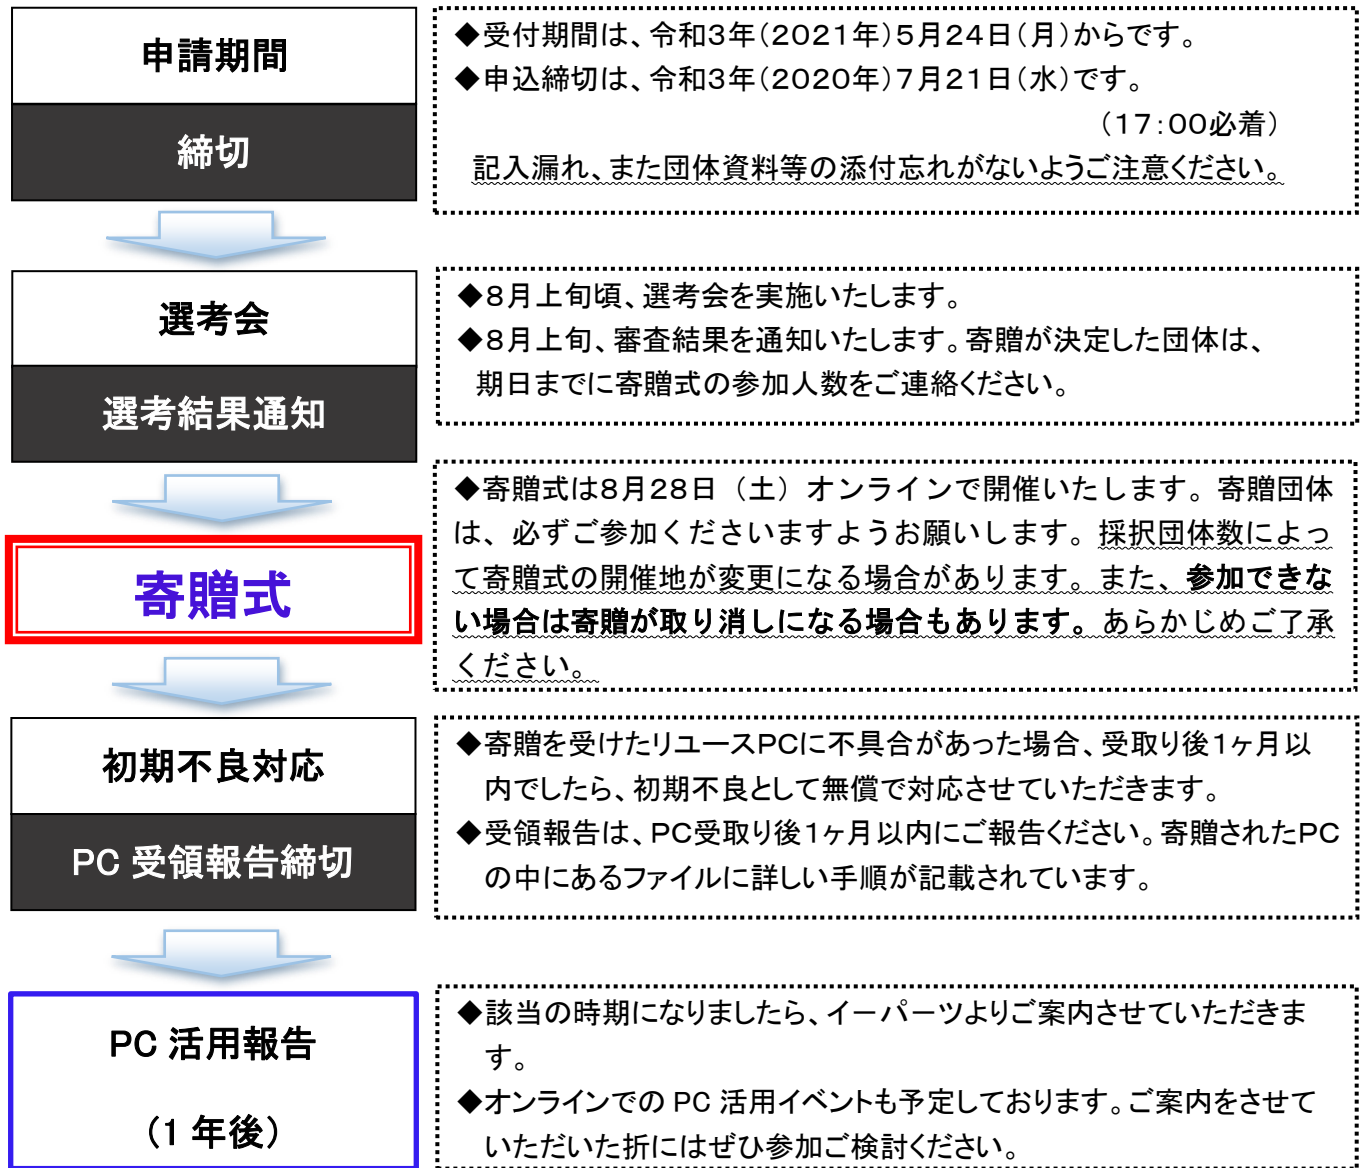 申請期間
締切
◆受付期間は、令和3年(2021年)5月24日(月)からです。
◆申込締切は、令和3年(2020年)7月21日(水)です。
(17:00必着)
記入漏れ、また団体資料等の添付忘れがないようご注意ください。
選考会
選考結果通知
◆8月上旬頃、選考会を実施いたします。
◆8月上旬、審査結果を通知いたします。寄贈が決定した団体は、
期日までに寄贈式の参加人数をご連絡ください。
寄贈式
◆寄贈式は8月28日（土）オンラインで開催いたします。寄贈団体
は、必ずご参加くださいますようお願いします。採択団体数によっ
て寄贈式の開催地が変更になる場合があります。また、参加できな
い場合は寄贈が取り消しになる場合もあります。あらかじめご了承
ください。
初期不良対応
PC 受領報告締切
◆寄贈を受けたリユースPCに不具合があった場合、受取り後1ヶ月以
内でしたら、初期不良として無償で対応させていただきます。
◆受領報告は、PC受取り後1ヶ月以内にご報告ください。寄贈されたPC
の中にあるファイルに詳しい手順が記載されています。
PC 活用報告
(1 年後)
◆該当の時期になりましたら、イーパーツよりご案内させていただきま
す。
◆オンラインでの PC 活用イベントも予定しております。ご案内をさせて
いただいた折にはぜひ参加ご検討ください。